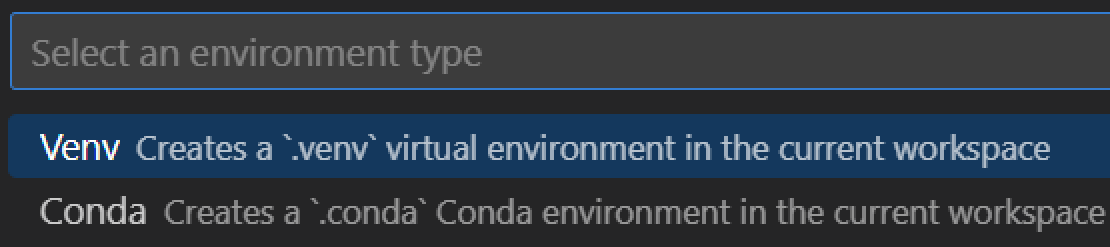 Select an environment type
Venv Creates a `.venv` virtual environment in the current workspace
Conda Creates a `.conda` Conda environment in the current workspace